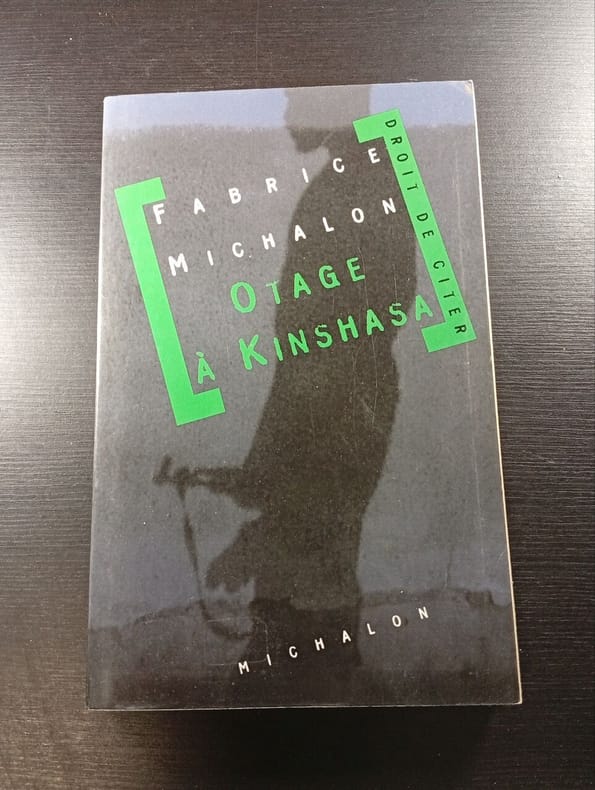 FABRICE
MICHALON
OTAGE
À KINSHASA
DROIT DE CITER
MICHALON